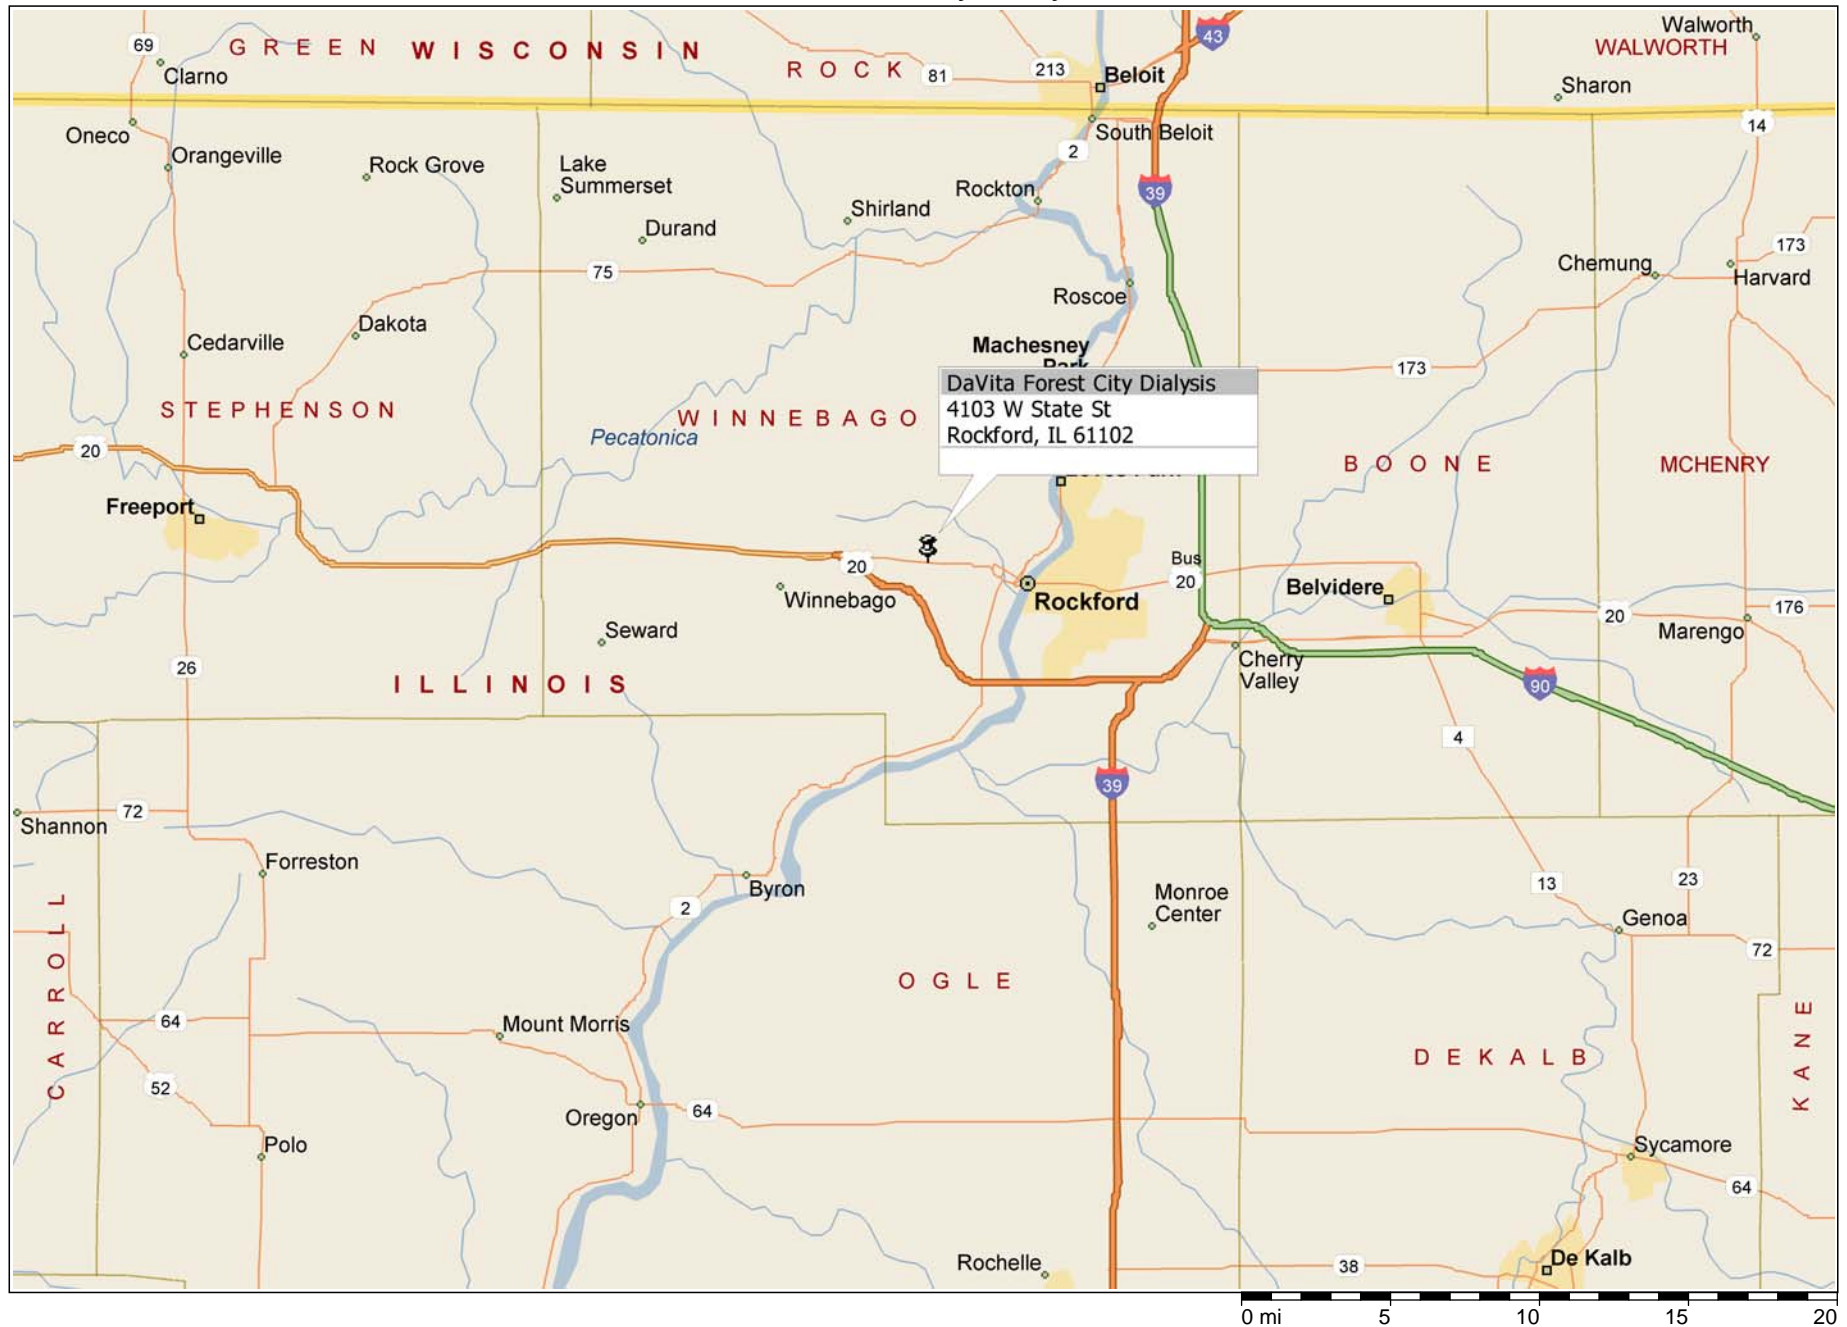 Walworth
69
GREEN
WISCONSIN
43
WALWORTH
ROCK
81
213
Beloit
Clarno
Sharon
Oneco
South Beloit
14
Orangeville
2
Rock Grove
Lake
Summerset
Rockton
39
Shirland
Durand
173
75
Chemung
Harvard
Roscoe
Dakota
Cedarville
Machesney
Park
173
DaVita Forest City Dialysis
4103 W State St
Rockford, IL 61102
STEPHENSON
WINNEBAGO
Pecatonica
20
BOONE
MCHENRY
Freeport
Bus
20
20
Belvidere
Winnebago
Rockford
20
176
Seward
Marengo
Cherry
Valley
26
ILLINOIS
90
4
39
72
Shannon
Forreston
Byron
2
Monroe
Center
13
23
Genoa
72
CARROLL
OGLE
64
Mount Morris
KANE
DEKALB
52
Oregon
64
Polo
Sycamore
64
Rochelle
38
De Kalb
0 mi 5 10 15 20